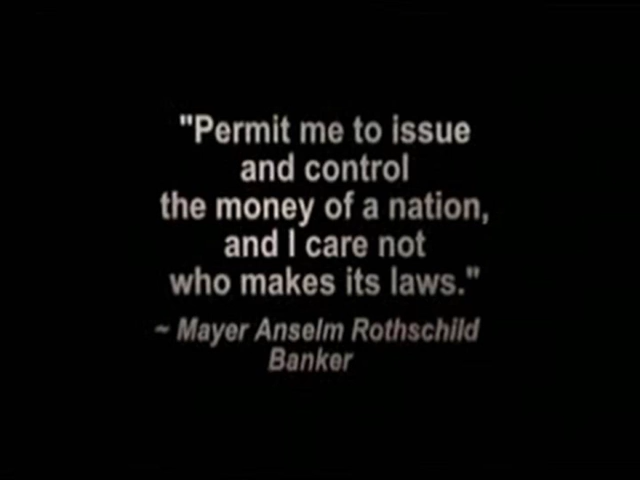 "Permit me to issue
and control
the money of a nation,
and I care not
who makes its laws."
~ Mayer Anselm Rothschild
Banker